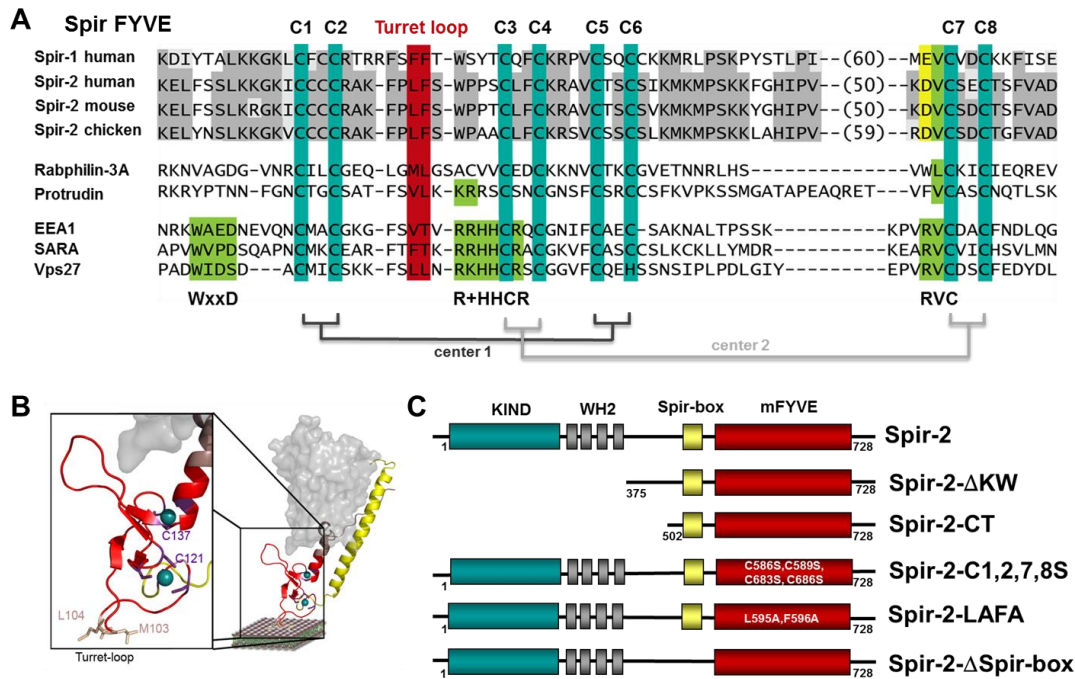 A
Spir FYVE
C1 C2 Turret loop C3 C4 C5 C6 C7 C8
Spir-1 human KDIYTALKKGKLCFCCRTRRFSFFT-WSYTCQFCKRPVCSQCCKKMRLPSKPYSTLPI--(60)--MEVCVDCKKFISE
Spir-2 human KELFSSLKKGKICCCCRAK-FPLFS-WPPSCLFCKRAVCTSCSIKMKMPSKKFGHIPV--(50)--KDVCSECTSFVAD
Spir-2 mouse KELFSSLKKGKICCCCRAK-FPLFS-WPPTCLFCKRAVCTSCSVKMKMPSKKYGHIPV--(50)--KDVCSDCTSFVAD
Spir-2 chicken KELYNSLKKGKVCCCCRAK-FPLFS-WPAACLFCKRSVCSSCSLKMKMPSKKLAHIPV--(59)--RDVCSDCTGFVAD
Rabphilin-3A RKNVAGDG-VNRCILCGEQ-LGMLGSACVVCEDCKKNVCTKCGVETNNRLHS----------------VWLCKICIEQREV
Protrudin RKRYPTNN-FGNCTGCSAT-FSVLK-KRRSCSNCGNSFCSRCCSFKVPKSSMGATAPEAQRET-----VFVCASCNQTLSK
EEA1 NRKWAEDNEVQNCMACGKG-FSVTV-RRHHCRQCGNIFCAEC-SAKNALTPSSK---------KPVRVCDACFNDLQG
SARA APVWVPDSQAPNCMKCEAR-FTFTK-RRHHCRACGKVFCASCCSLKCKLLYMDR---------KEARVCVICHSVLMN
Vps27 PADWIDSD---ACMICSKKFSLLN-RKHHCRSCGGVFCQEHSSNSIPLPDLGIY---------EPVRVCDSCFEDYDL
WxxD R+HHCR RVC
center 1 center 2
B
C137
C121
L104
M103
Turret-loop
C
KIND WH2 Spir-box mFYVE
1 728 Spir-2
375 728 Spir-2-ΔKW
502 728 Spir-2-CT
C586S,C589S,
C683S,C686S
1 728 Spir-2-C1,2,7,8S
L595A,F596A
1 728 Spir-2-LAFA
1 728 Spir-2-ΔSpir-box